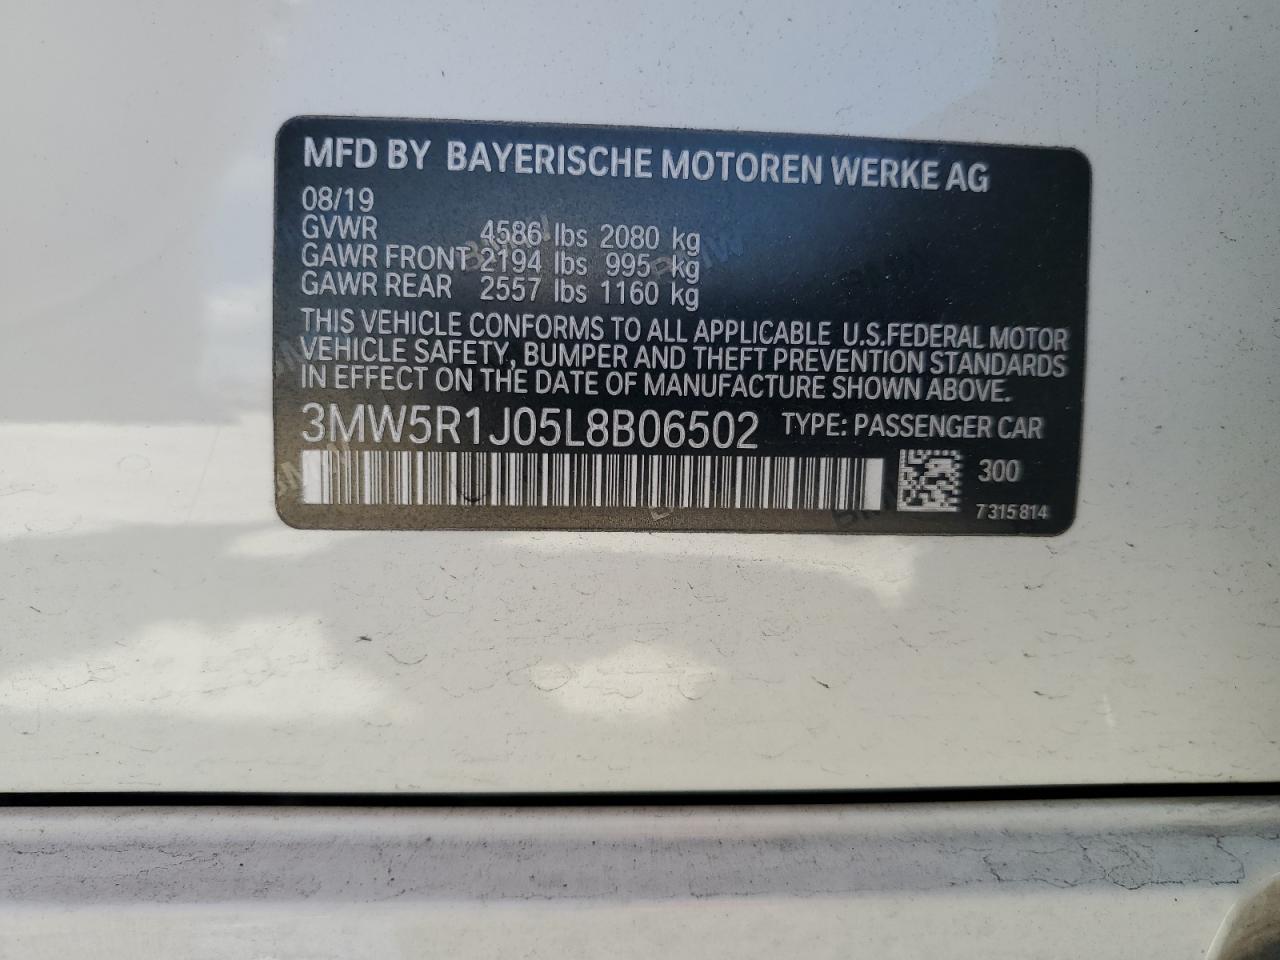 MFD BY BAYERISCHE MOTOREN WERKE AG
08/19
GVWR 4586 lbs 2080 kg
GAWR FRONT 2194 lbs 995 kg
GAWR REAR 2557 lbs 1160 kg
THIS VEHICLE CONFORMS TO ALL APPLICABLE U.S.FEDERAL MOTOR
VEHICLE SAFETY, BUMPER AND THEFT PREVENTION STANDARDS
IN EFFECT ON THE DATE OF MANUFACTURE SHOWN ABOVE.
3MW5R1J05L8B06502 TYPE: PASSENGER CAR
300
7 315 814